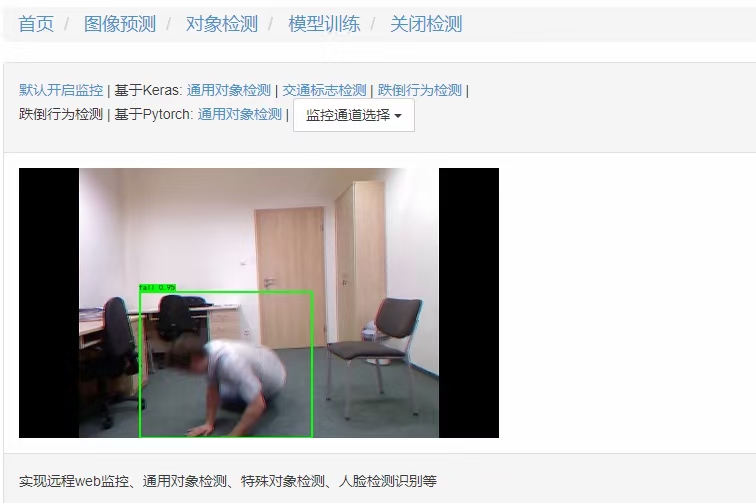 首页 / 图像预测 / 对象检测 / 模型训练 / 关闭检测
默认开启监控 | 基于Keras: 通用对象检测 | 交通标志检测 | 跌倒行为检测 |
跌倒行为检测 | 基于Pytorch: 通用对象检测 | 监控通道选择
fall 0.95
实现远程web监控、通用对象检测、特殊对象检测、人脸检测识别等